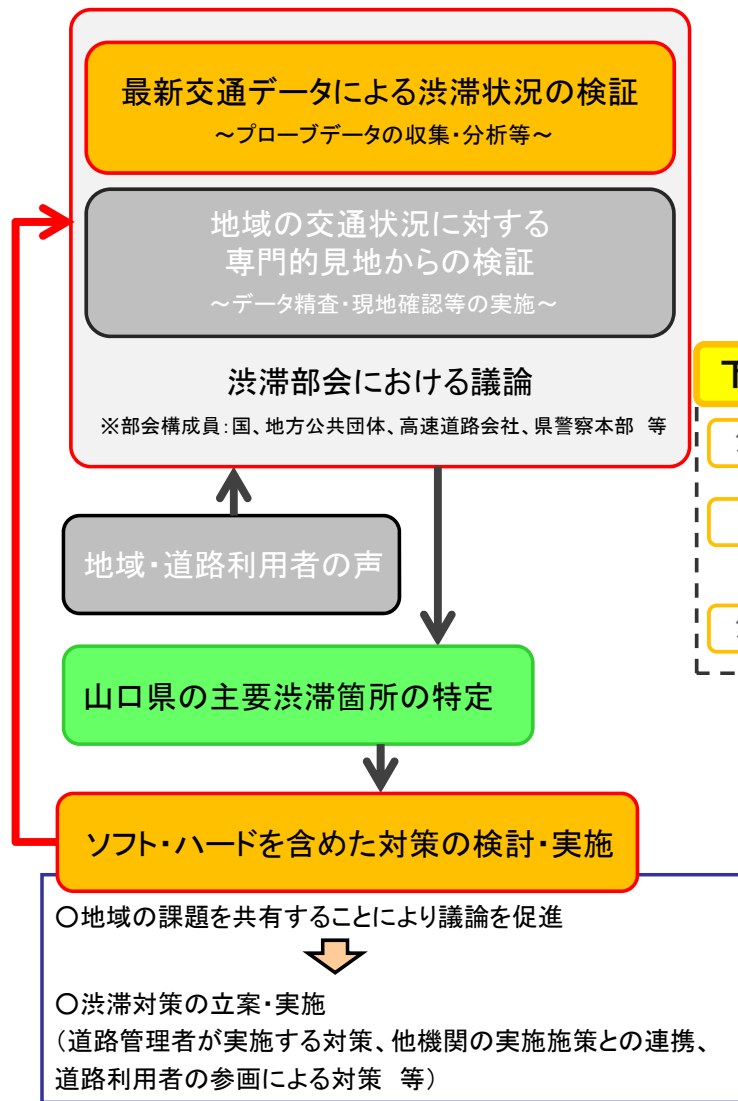 最新交通データによる渋滞状況の検証
～プローブデータの収集・分析等～
地域の交通状況に対する
専門的見地からの検証
～データ精査・現地確認等の実施～
渋滞部会における議論
※部会構成員：国、地方公共団体、高速道路会社、県警察本部　等
地域・道路利用者の声
山口県の主要渋滞箇所の特定
ソフト・ハードを含めた対策の検討・実施
○地域の課題を共有することにより議論を促進
○渋滞対策の立案・実施
（道路管理者が実施する対策、他機関の実施施策との連携、
道路利用者の参画による対策　等）